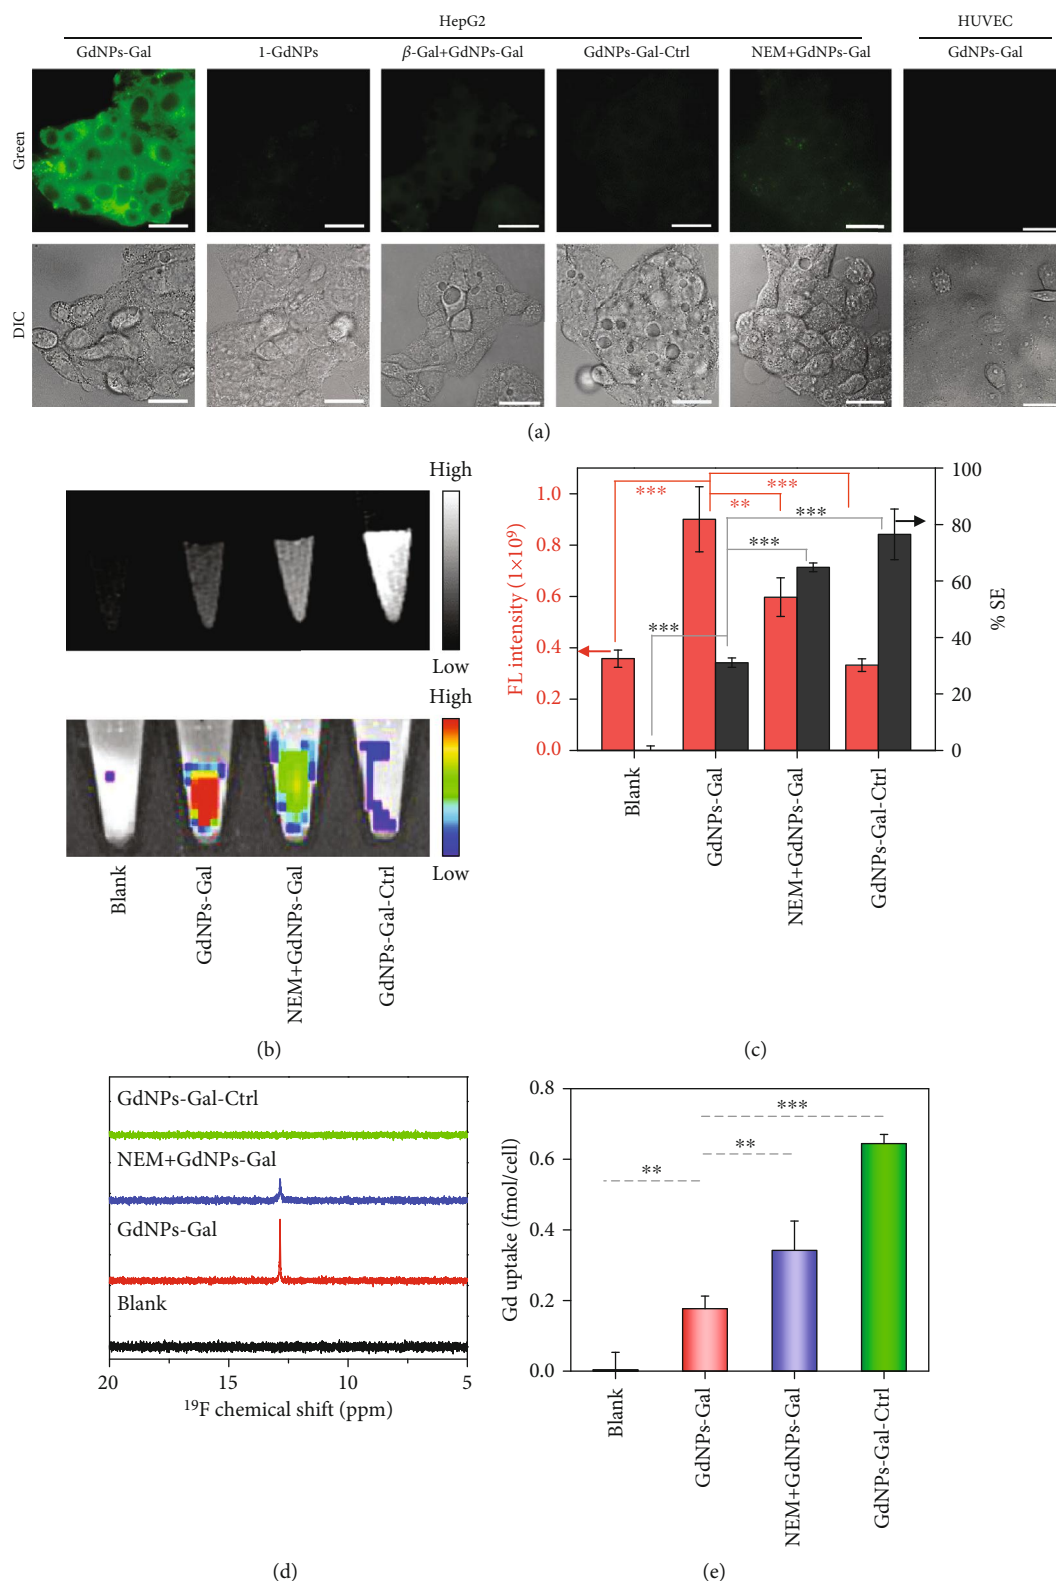 HepG2
HUVEC
GdNPs-Gal
1-GdNPs
β-Gal+GdNPs-Gal
GdNPs-Gal-Ctrl
NEM+GdNPs-Gal
GdNPs-Gal
Green
DIC
(a)
High
Low
High
Low
Blank
GdNPs-Gal
NEM+GdNPs-Gal
GdNPs-Gal-Ctrl
(b)
FL intensity (1×10⁹)
1.0
0.8
0.6
0.4
0.2
0.0
***
***
**
***
***
***
100
80
60
40
20
0
% SE
Blank
GdNPs-Gal
NEM+GdNPs-Gal
GdNPs-Gal-Ctrl
(c)
GdNPs-Gal-Ctrl
NEM+GdNPs-Gal
GdNPs-Gal
Blank
20 15 10 5
¹⁹F chemical shift (ppm)
(d)
Gd uptake (fmol/cell)
0.8
0.6
0.4
0.2
0.0
***
**
**
Blank
GdNPs-Gal
NEM+GdNPs-Gal
GdNPs-Gal-Ctrl
(e)